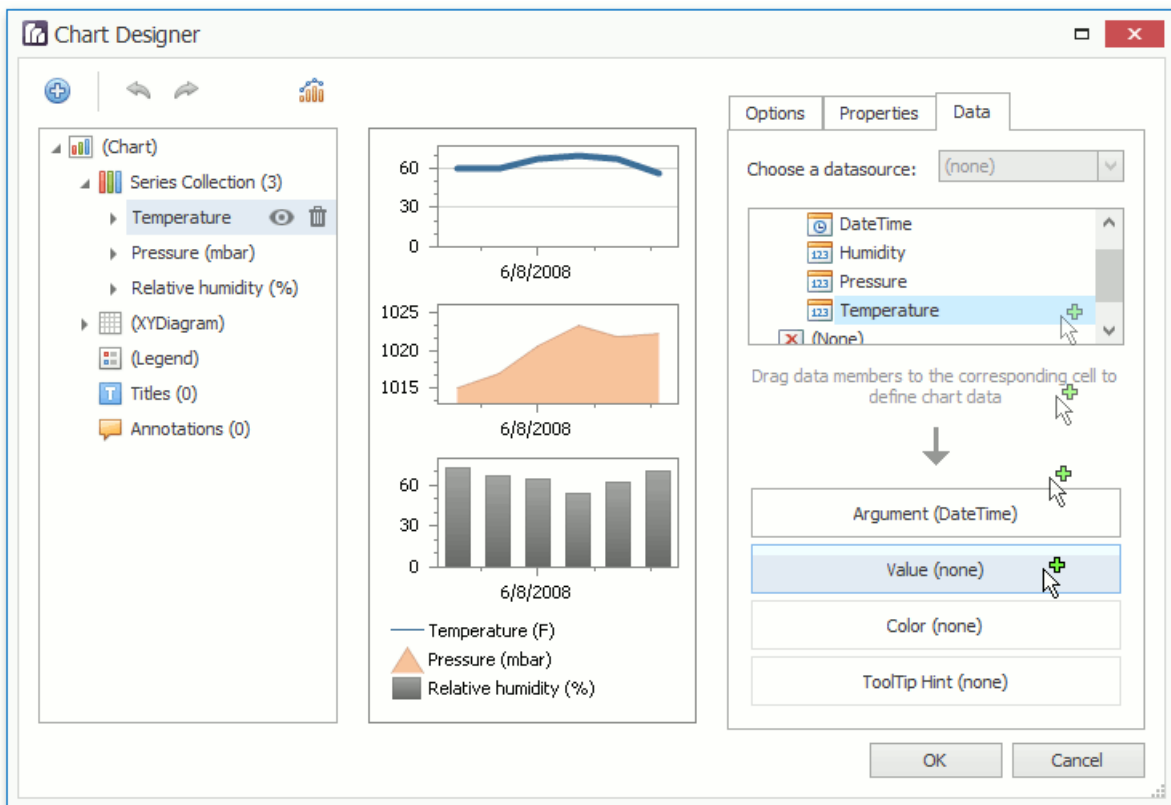 Chart Designer
(Chart)
Series Collection (3)
Temperature
Pressure (mbar)
Relative humidity (%)
(XYDiagram)
(Legend)
T Titles (0)
Annotations (0)
60
30
0
6/8/2008
1025
1020
1015
6/8/2008
60
30
0
6/8/2008
Temperature (F)
Pressure (mbar)
Relative humidity (%)
Options Properties Data
Choose a datasource: (none)
DateTime
123 Humidity
123 Pressure
123 Temperature
(None)
Drag data members to the corresponding cell to
define chart data
Argument (DateTime)
Value (none)
Color (none)
ToolTip Hint (none)
OK Cancel